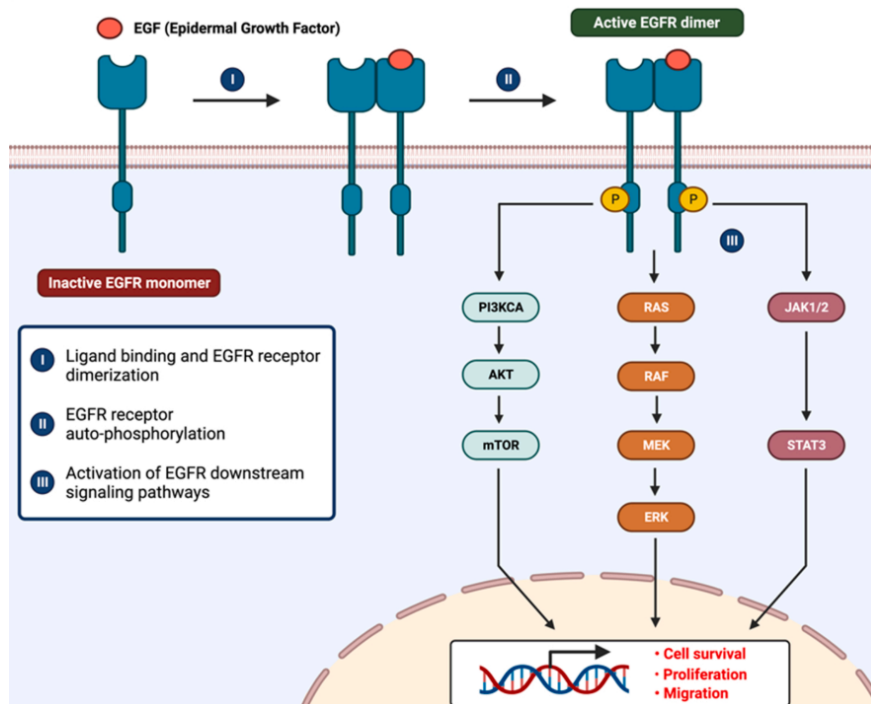 EGF (Epidermal Growth Factor)
Active EGFR dimer
I
II
P
P
III
Inactive EGFR monomer
PI3KCA
RAS
JAK1/2
I
Ligand binding and EGFR receptor
dimerization
II
EGFR receptor
auto-phosphorylation
III
Activation of EGFR downstream
signaling pathways
AKT
RAF
mTOR
MEK
STAT3
ERK
• Cell survival
• Proliferation
• Migration